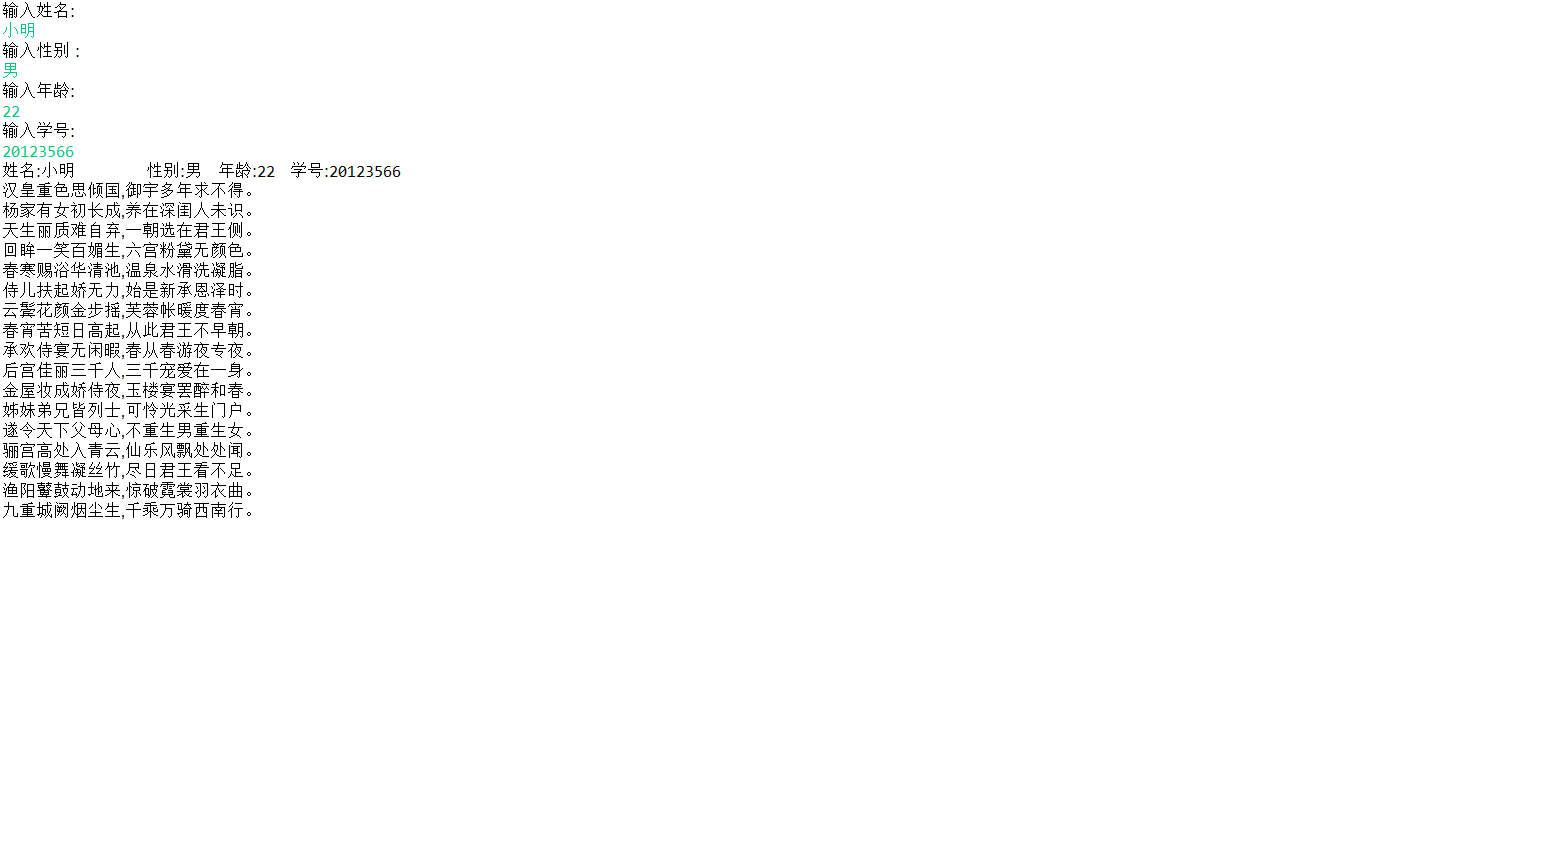 输入姓名:
小明
输入性别：
男
输入年龄:
22
输入学号:
20123566
姓名:小明	性别:男	年龄:22	学号:20123566
汉皇重色思倾国,御宇多年求不得。
杨家有女初长成,养在深闺人未识。
天生丽质难自弃,一朝选在君王侧。
回眸一笑百媚生,六宫粉黛无颜色。
春寒赐浴华清池,温泉水滑洗凝脂。
侍儿扶起娇无力,始是新承恩泽时。
云鬓花颜金步摇,芙蓉帐暖度春宵。
春宵苦短日高起,从此君王不早朝。
承欢侍宴无闲暇,春从春游夜专夜。
后宫佳丽三千人,三千宠爱在一身。
金屋妆成娇侍夜,玉楼宴罢醉和春。
姊妹弟兄皆列士,可怜光采生门户。
遂令天下父母心,不重生男重生女。
骊宫高处入青云,仙乐风飘处处闻。
缓歌慢舞凝丝竹,尽日君王看不足。
渔阳鼙鼓动地来,惊破霓裳羽衣曲。
九重城阙烟尘生,千乘万骑西南行。